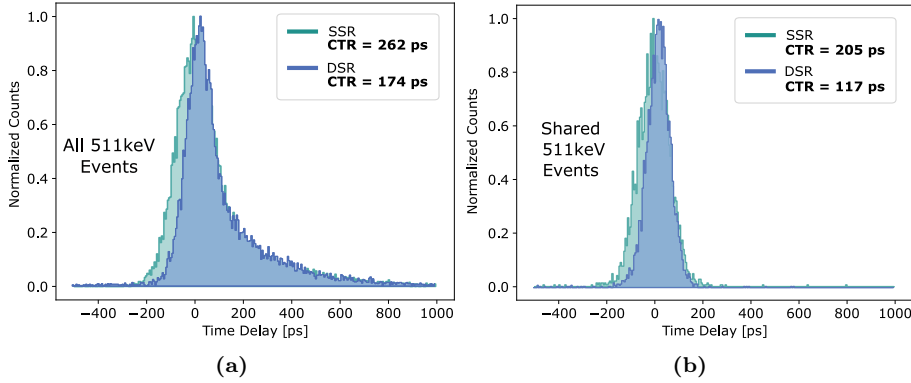 SSR
CTR = 262 ps
DSR
CTR = 174 ps
All 511keV
Events
Normalized Counts
1.0
0.8
0.6
0.4
0.2
0.0
−400 −200 0 200 400 600 800 1000
Time Delay [ps]
(a)
SSR
CTR = 205 ps
DSR
CTR = 117 ps
Shared
511keV
Events
Normalized Counts
1.0
0.8
0.6
0.4
0.2
0.0
−400 −200 0 200 400 600 800 1000
Time Delay [ps]
(b)